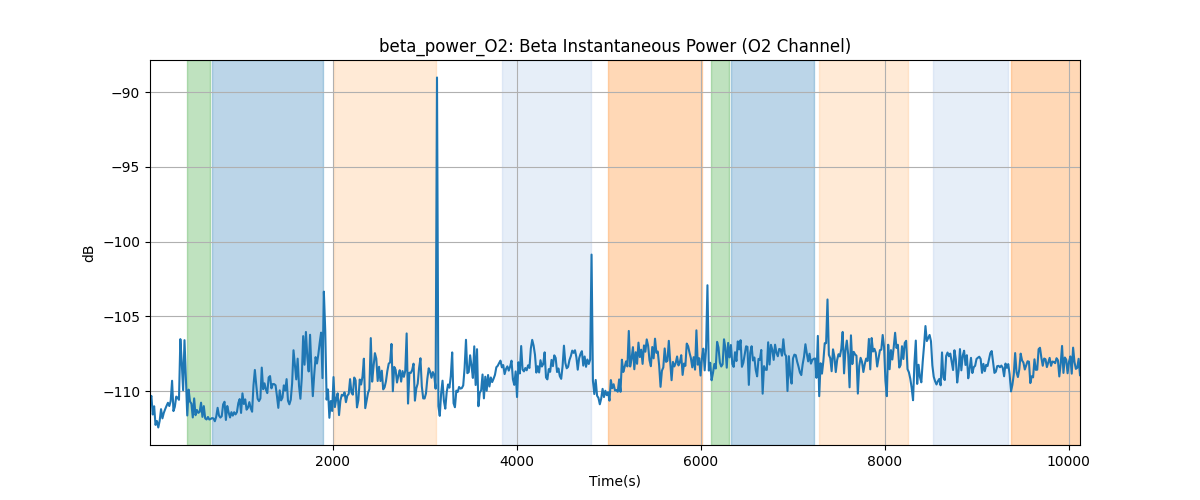 beta_power_O2: Beta Instantaneous Power (O2 Channel)
dB
−90
−95
−100
−105
−110
2000 4000 6000 8000 10000
Time(s)